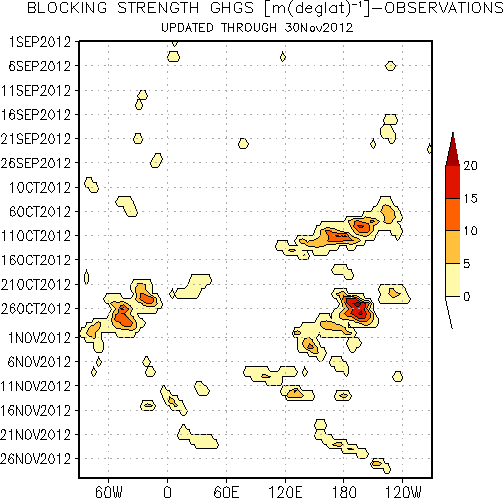 BLOCKING STRENGTH GHGS [m(deglat)⁻¹]–OBSERVATIONS
UPDATED THROUGH 30Nov2012
1SEP2012
6SEP2012
11SEP2012
16SEP2012
21SEP2012
26SEP2012
1OCT2012
6OCT2012
11OCT2012
16OCT2012
21OCT2012
26OCT2012
1NOV2012
6NOV2012
11NOV2012
16NOV2012
21NOV2012
26NOV2012
60W 0 60E 120E 180 120W
20
15
10
5
0